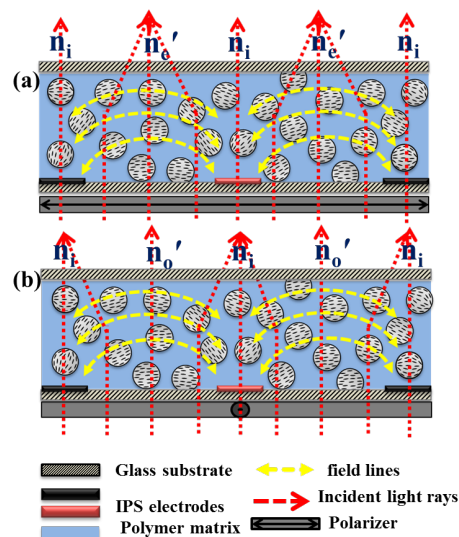 nᵢ nₑ′ nᵢ nₑ′ nᵢ
(a)
nᵢ nₒ′ nᵢ nₒ′ nᵢ
(b)
Glass substrate
field lines
IPS electrodes
Incident light rays
Polymer matrix
Polarizer